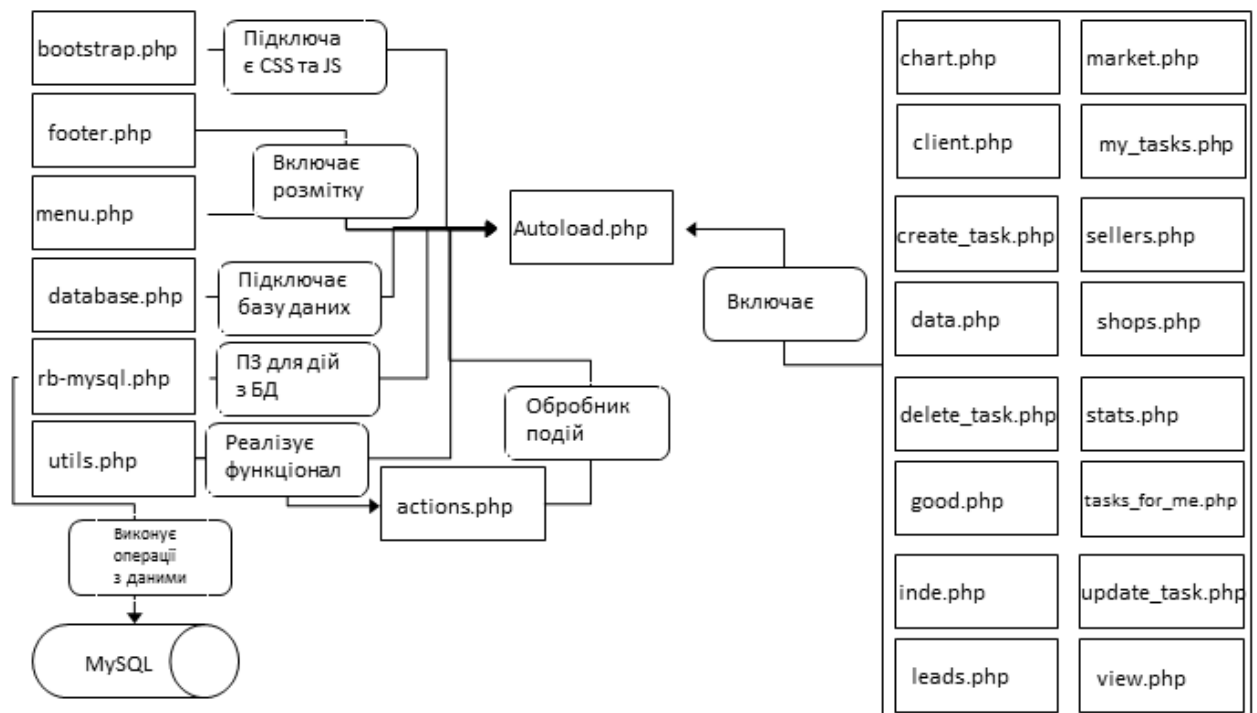 bootstrap.php
Підключа
є CSS та JS
footer.php
Включає
розмітку
menu.php
Autoload.php
database.php
Підключає
базу даних
rb-mysql.php
ПЗ для дій
з БД
Обробник
подій
utils.php
Реалізує
функціонал
actions.php
Виконує
операції
з даними
MySQL
Включає
chart.php
market.php
client.php
my_tasks.php
create_task.php
sellers.php
data.php
shops.php
delete_task.php
stats.php
good.php
tasks_for_me.php
inde.php
update_task.php
leads.php
view.php